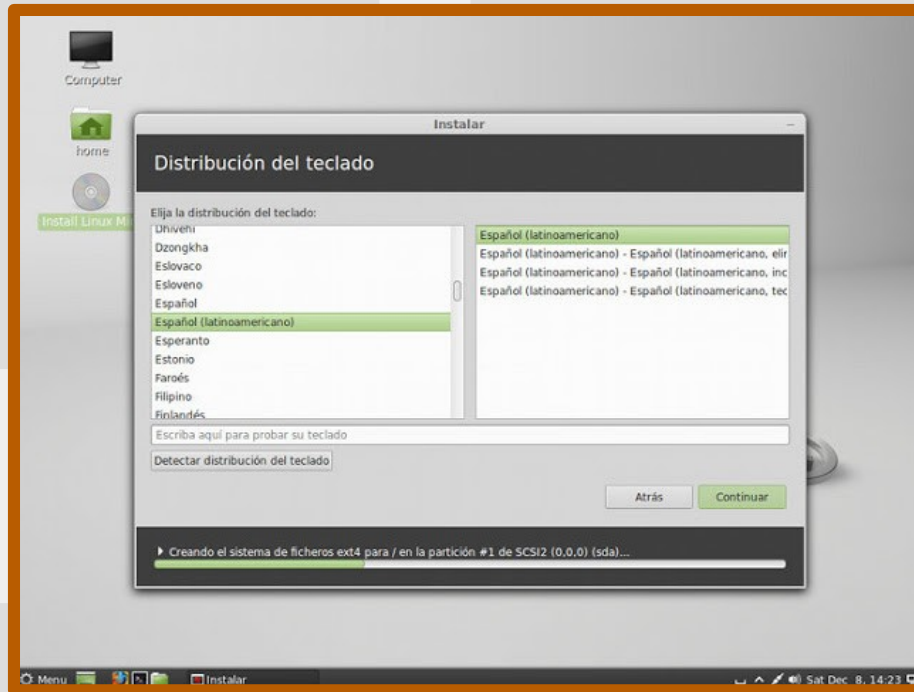 Computer
home
Install Linux M
Instalar
Distribución del teclado
Elija la distribución del teclado:
Dhivehi
Dzongkha
Eslovaco
Esloveno
Español
Español (latinoamericano)
Esperanto
Estonio
Faroés
Filipino
Finlandés
Español (latinoamericano)
Español (latinoamericano) - Español (latinoamericano, elir
Español (latinoamericano) - Español (latinoamericano, inc
Español (latinoamericano) - Español (latinoamericano, tec
Escriba aquí para probar su teclado
Detectar distribución del teclado
Atrás
Continuar
Creando el sistema de ficheros ext4 para / en la partición #1 de SCSI2 (0,0,0) (sda)...
Menu
Instalar
Sat Dec 8, 14:23